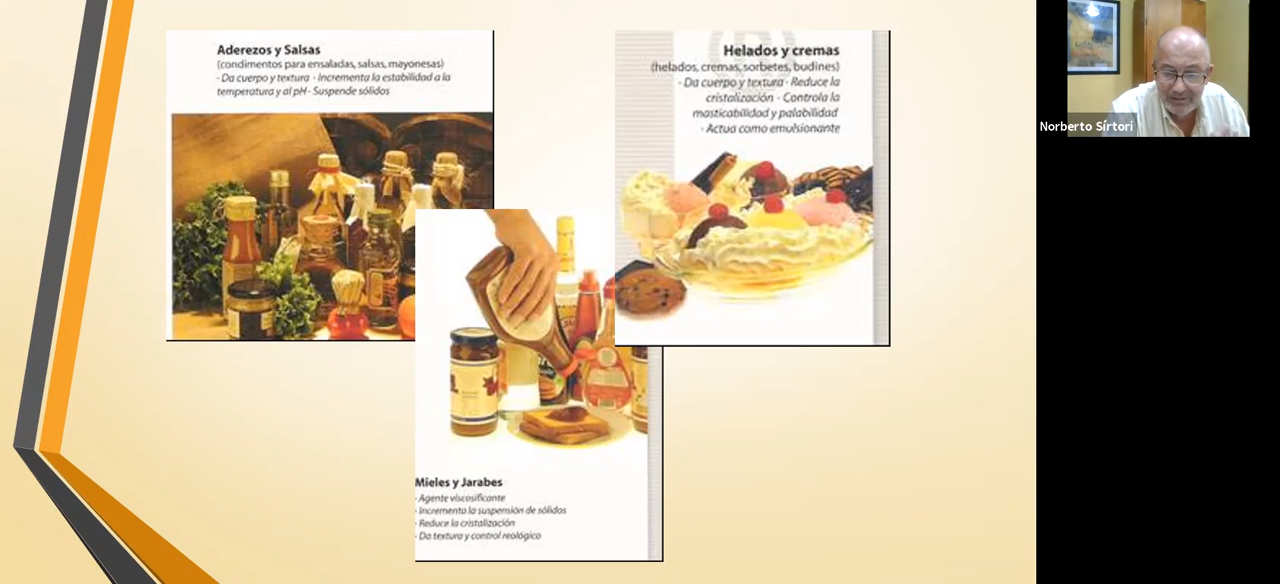 Aderezos y Salsas
(condimentos para ensaladas, salsas, mayonesas)
· Da cuerpo y textura · Incrementa la estabilidad a la
temperatura y al pH · Suspende sólidos
Helados y cremas
(helados, cremas, sorbetes, budines)
· Da cuerpo y textura · Reduce la
cristalización · Controla la
masticabilidad y palabilidad
· Actua como emulsionante
Mieles y Jarabes
· Agente viscosificante
· Incrementa la suspensión de sólidos
· Reduce la cristalización
· Da textura y control reológico
Norberto Sírtori